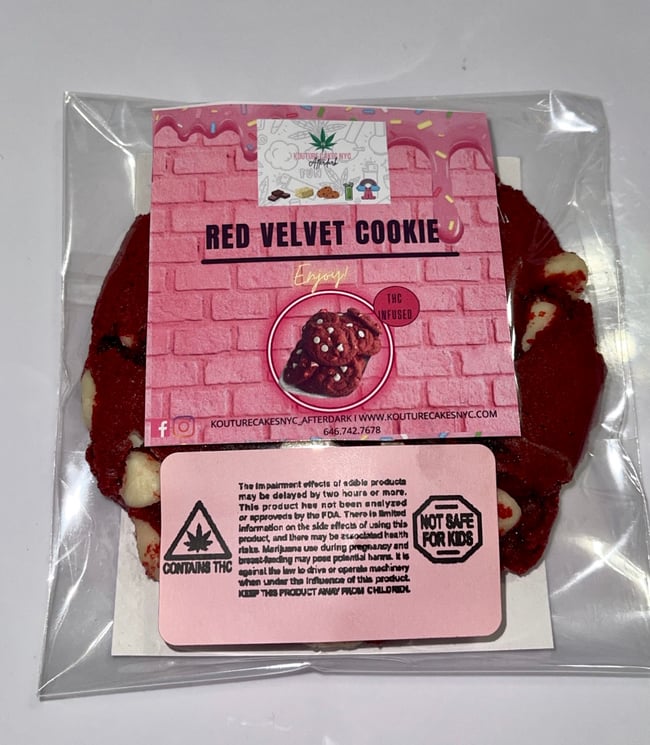 KOUTURECAKES NYC
Afterdark
FUN
RED VELVET COOKIE
Enjoy!
THC
INFUSED
KOUTURECAKESNYC_AFTERDARK I WWW.KOUTURECAKESNYC.COM
646.742.7678
The impairment effects of edible products
may be delayed by two hours or more.
This product has not been analyzed
or approveds by the FDA. There is limited
information on the side effects of using this
product, and there may be associated health
risks. Marijuana use during pregnancy and
breast-feeding may pose potential harms. It is
against the law to drive or operate machinery
when under the influence of this product.
KEEP THIS PRODUCT AWAY FROM CHILDREN.
CONTAINS THC
NOT SAFE
FOR KIDS